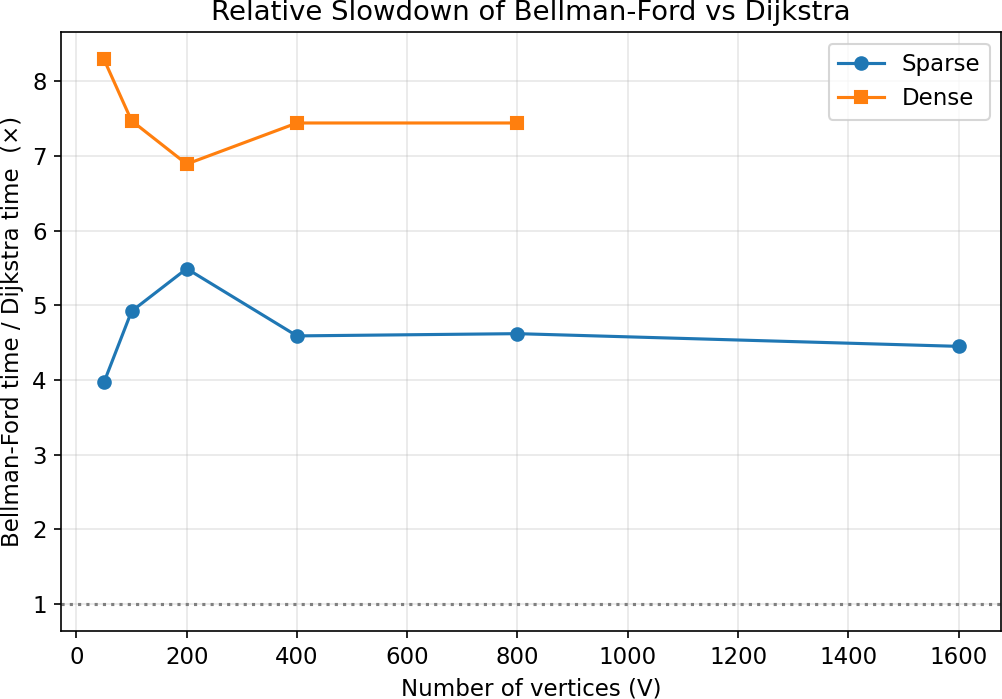 Relative Slowdown of Bellman-Ford vs Dijkstra
Bellman-Ford time / Dijkstra time (×)
8
7
6
5
4
3
2
1
Sparse
Dense
0 200 400 600 800 1000 1200 1400 1600
Number of vertices (V)